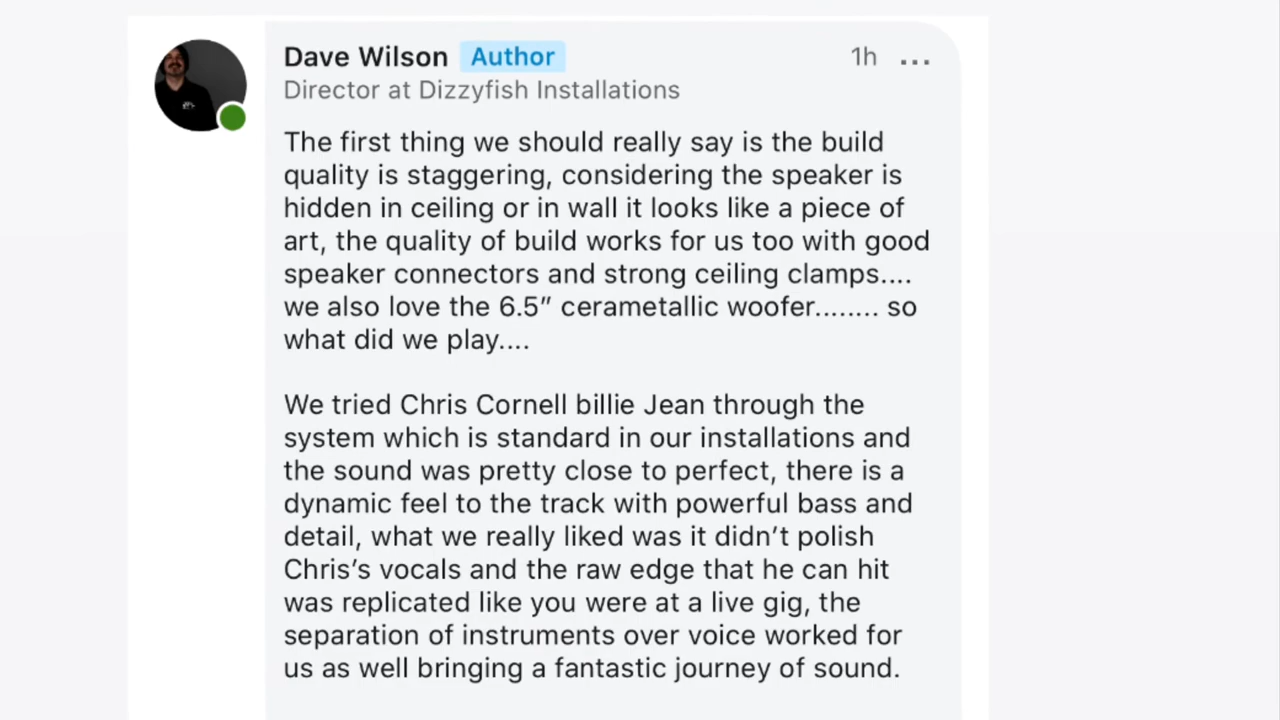 Dave Wilson Author 1h ...
Director at Dizzyfish Installations
The first thing we should really say is the build
quality is staggering, considering the speaker is
hidden in ceiling or in wall it looks like a piece of
art, the quality of build works for us too with good
speaker connectors and strong ceiling clamps....
we also love the 6.5” cerametallic woofer........ so
what did we play....
We tried Chris Cornell billie Jean through the
system which is standard in our installations and
the sound was pretty close to perfect, there is a
dynamic feel to the track with powerful bass and
detail, what we really liked was it didn’t polish
Chris’s vocals and the raw edge that he can hit
was replicated like you were at a live gig, the
separation of instruments over voice worked for
us as well bringing a fantastic journey of sound.